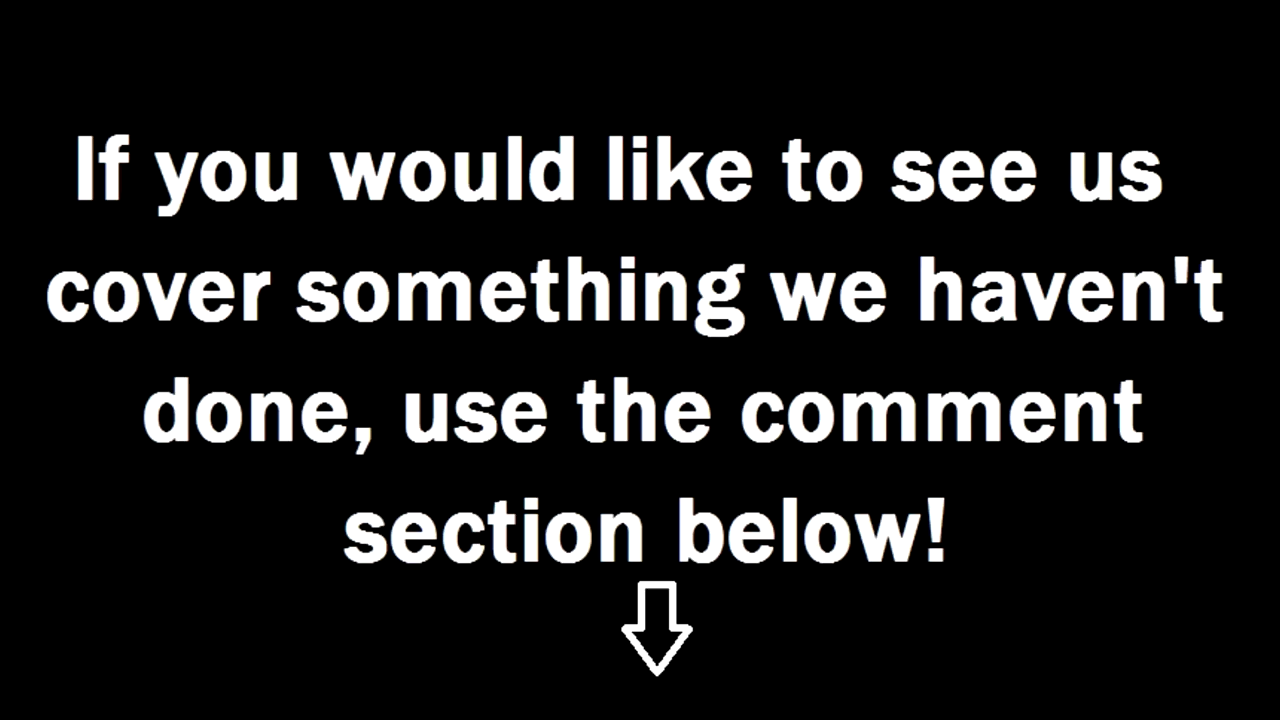 If you would like to see us
cover something we haven't
done, use the comment
section below!